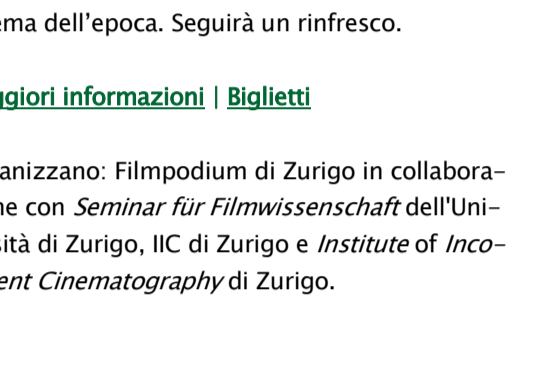 ema dell’epoca. Seguirà un rinfresco.
ggiori informazioni | Biglietti
anizzano: Filmpodium di Zurigo in collabora-
ne con Seminar für Filmwissenschaft dell'Uni-
sità di Zurigo, IIC di Zurigo e Institute of Inco-
ent Cinematography di Zurigo.